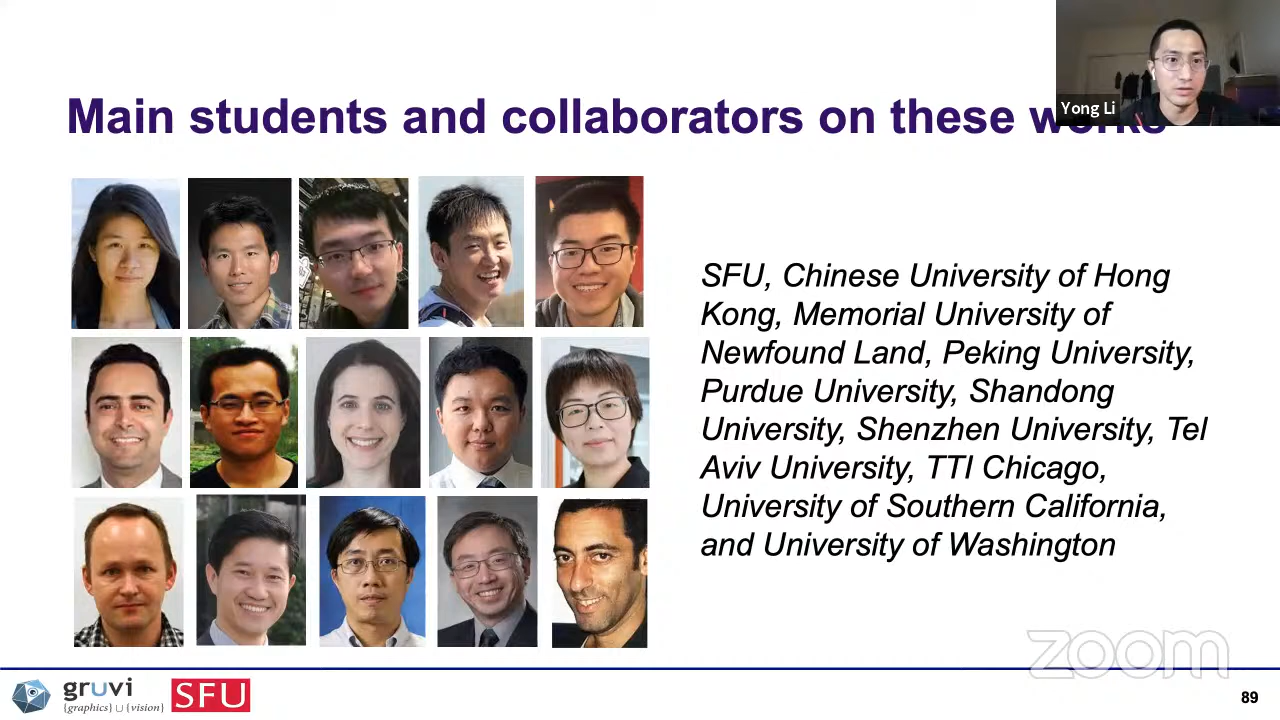 Yong Li
Main students and collaborators on these works
SFU, Chinese University of Hong
Kong, Memorial University of
Newfound Land, Peking University,
Purdue University, Shandong
University, Shenzhen University, Tel
Aviv University, TTI Chicago,
University of Southern California,
and University of Washington
zoom
gruvi
{graphics} ∪ {vision}
SFU
89